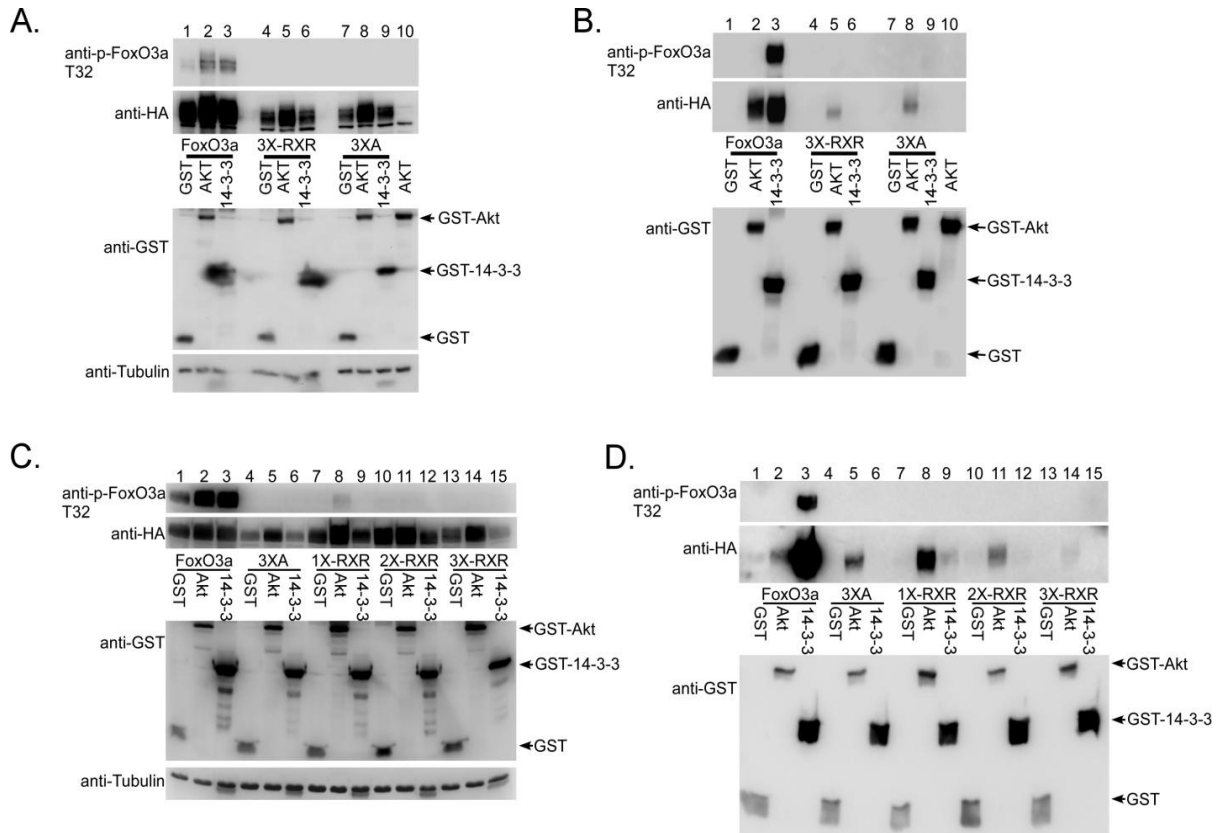 A.
1 2 3 4 5 6 7 8 9 10
anti-p-FoxO3a
T32
anti-HA
FoxO3a 3X-RXR 3XA
GST AKT 14-3-3 GST AKT 14-3-3 GST AKT 14-3-3 AKT
anti-GST
GST-Akt
GST-14-3-3
GST
anti-Tubulin
B.
1 2 3 4 5 6 7 8 9 10
anti-p-FoxO3a
T32
anti-HA
FoxO3a 3X-RXR 3XA
GST AKT 14-3-3 GST AKT 14-3-3 GST AKT 14-3-3 AKT
anti-GST
GST-Akt
GST-14-3-3
GST
C.
1 2 3 4 5 6 7 8 9 10 11 12 13 14 15
anti-p-FoxO3a
T32
anti-HA
FoxO3a 3XA 1X-RXR 2X-RXR 3X-RXR
GST Akt 14-3-3 GST Akt 14-3-3 GST Akt 14-3-3 GST Akt 14-3-3 GST Akt 14-3-3
anti-GST
GST-Akt
GST-14-3-3
GST
anti-Tubulin
D.
1 2 3 4 5 6 7 8 9 10 11 12 13 14 15
anti-p-FoxO3a
T32
anti-HA
FoxO3a 3XA 1X-RXR 2X-RXR 3X-RXR
GST Akt 14-3-3 GST Akt 14-3-3 GST Akt 14-3-3 GST Akt 14-3-3 GST Akt 14-3-3
anti-GST
GST-Akt
GST-14-3-3
GST